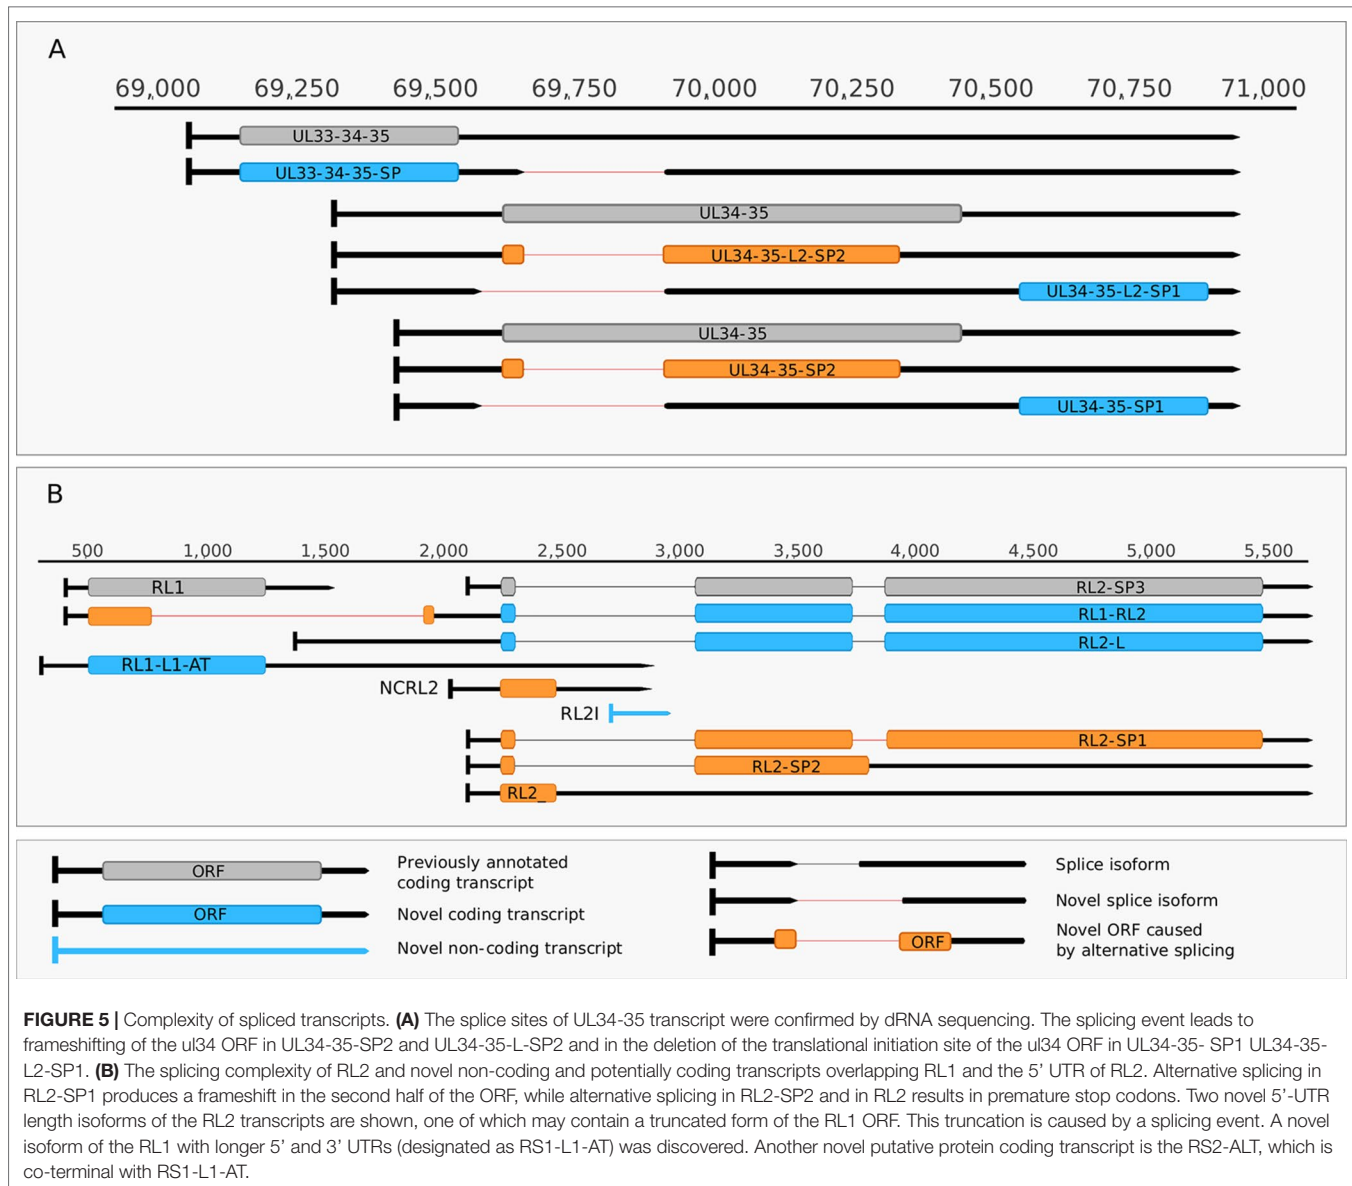 A
69,000 69,250 69,500 69,750 70,000 70,250 70,500 70,750 71,000
UL33-34-35
UL33-34-35-SP
UL34-35
UL34-35-L2-SP2
UL34-35-L2-SP1
UL34-35
UL34-35-SP2
UL34-35-SP1
B
500 1,000 1,500 2,000 2,500 3,000 3,500 4,000 4,500 5,000 5,500
RL1 RL2-SP3
RL1-RL2
RL2-L
RL1-L1-AT
NCRL2
RL2I
RL2-SP1
RL2-SP2
RL2_
ORF Previously annotated
coding transcript
ORF Novel coding transcript
Novel non-coding transcript
Splice isoform
Novel splice isoform
ORF Novel ORF caused
by alternative splicing
FIGURE 5 | Complexity of spliced transcripts. (A) The splice sites of UL34-35 transcript were confirmed by dRNA sequencing. The splicing event leads to
frameshifting of the ul34 ORF in UL34-35-SP2 and UL34-35-L-SP2 and in the deletion of the translational initiation site of the ul34 ORF in UL34-35- SP1 UL34-35-
L2-SP1. (B) The splicing complexity of RL2 and novel non-coding and potentially coding transcripts overlapping RL1 and the 5’ UTR of RL2. Alternative splicing in
RL2-SP1 produces a frameshift in the second half of the ORF, while alternative splicing in RL2-SP2 and in RL2 results in premature stop codons. Two novel 5’-UTR
length isoforms of the RL2 transcripts are shown, one of which may contain a truncated form of the RL1 ORF. This truncation is caused by a splicing event. A novel
isoform of the RL1 with longer 5’ and 3’ UTRs (designated as RS1-L1-AT) was discovered. Another novel putative protein coding transcript is the RS2-ALT, which is
co-terminal with RS1-L1-AT.